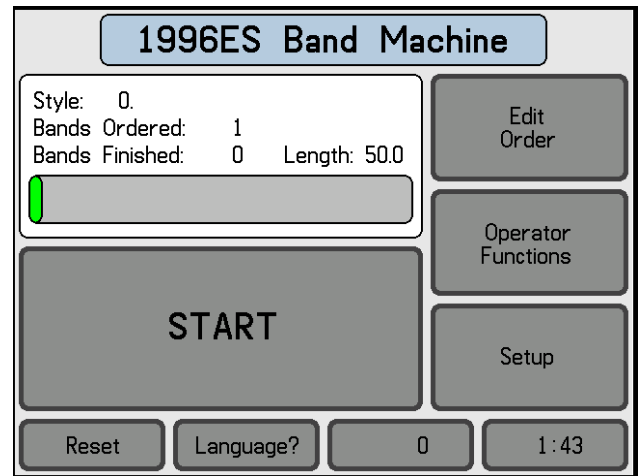 1996ES Band Machine
Style: 0.
Bands Ordered: 1
Bands Finished: 0 Length: 50.0
Edit
Order
Operator
Functions
START
Setup
Reset
Language?
0
1:43